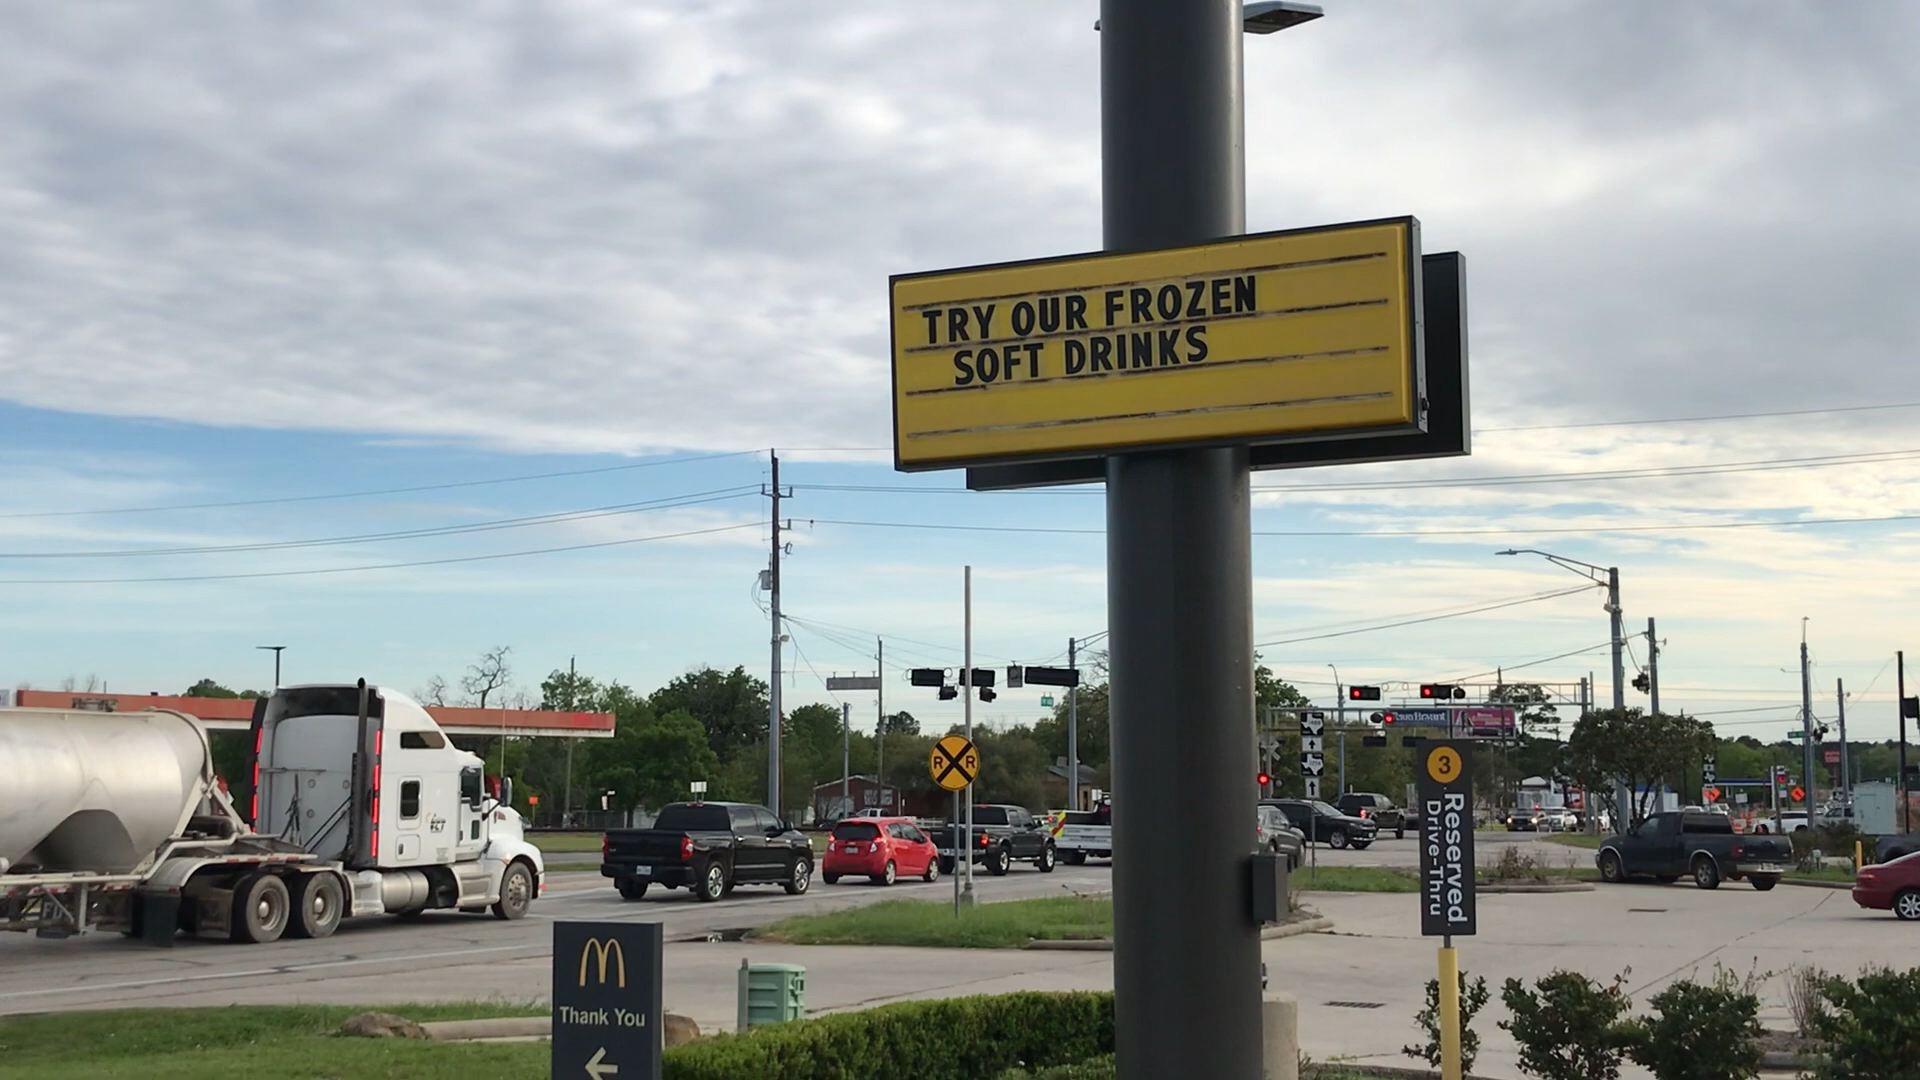 TRY OUR FROZEN
SOFT DRINKS
R R
3
Reserved
Drive-Thru
Thank You